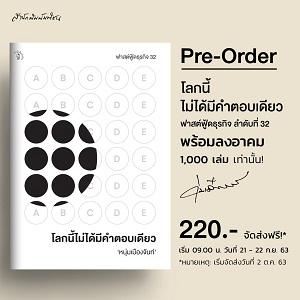 สำนักพิมพ์มติชน
ฟาสต์ฟู้ดธุรกิจ 32
A B C D E
A B C D E
A B C D E
โลกนี้ไม่ได้มีคำตอบเดียว
'หนุ่มเมืองจันท์'
Pre-Order
โลกนี้
ไม่ได้มีคำตอบเดียว
ฟาสต์ฟู้ดธุรกิจ ลำดับที่ 32
พร้อมลงอาคม
1,000 เล่ม เท่านั้น!
220.- จัดส่งฟรี!*
เริ่ม 09.00 น. วันที่ 21 - 22 ก.ย. 63
*หมายเหตุ: เริ่มจัดส่งวันที่ 2 ต.ค. 63